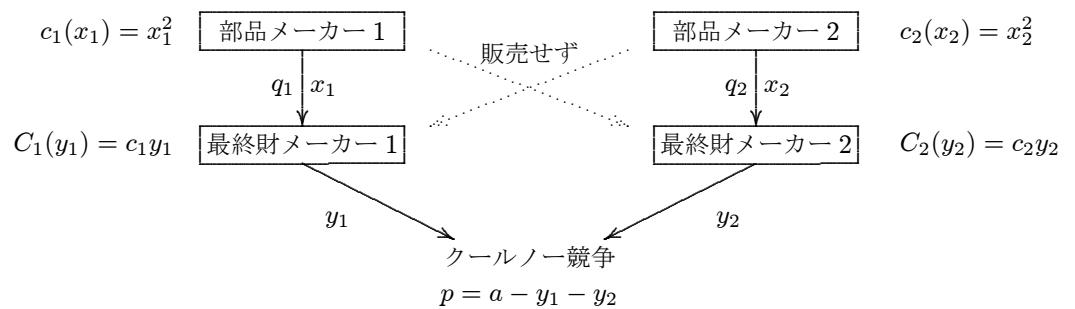 c_1(x_1) = x_1^2 部品メーカー 1 部品メーカー 2 c_2(x_2) = x_2^2
販売せず
q_1 x_1 q_2 x_2
C_1(y_1) = c_1y_1 最終財メーカー 1 最終財メーカー 2 C_2(y_2) = c_2y_2
y_1 y_2
クールノー競争
p = a − y_1 − y_2